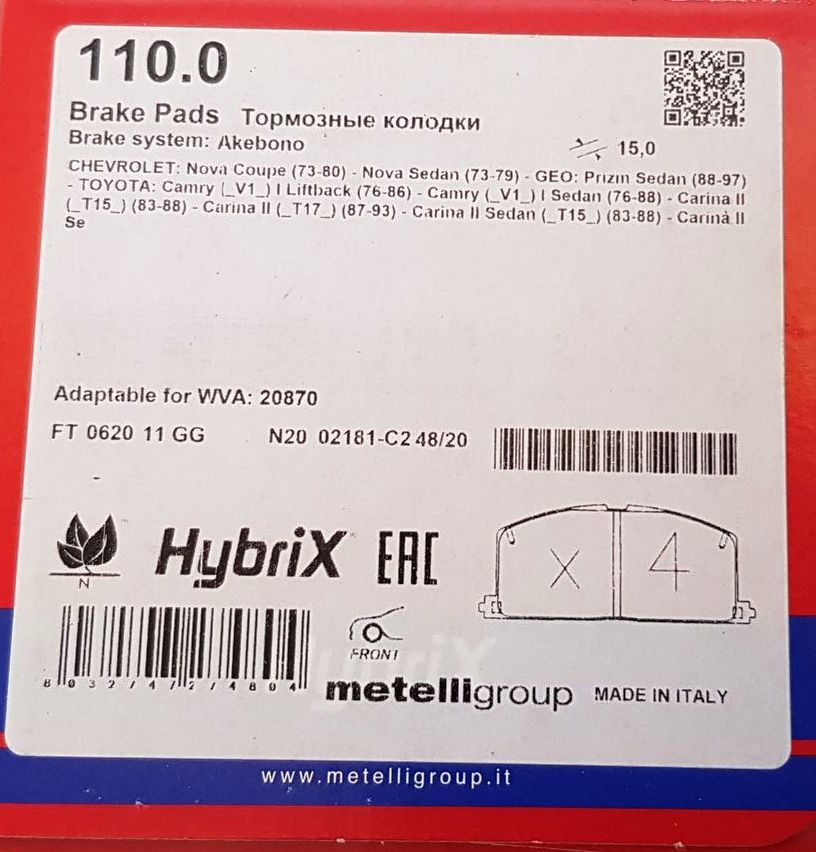 110.0
Brake Pads Тормозные колодки
Brake system: Akebono
15,0
CHEVROLET: Nova Coupe (73-80) - Nova Sedan (73-79) - GEO: Prizm Sedan (88-97)
- TOYOTA: Camry (_V1_) I Liftback (76-86) - Camry (_V1_) I Sedan (76-88) - Carina II
(_T15_) (83-88) - Carina II (_T17_) (87-93) - Carina II Sedan (_T15_) (83-88) - Carina II
Se
Adaptable for WVA: 20870
FT 0620 11 GG N20 02181-C2 48/20
N
HybriX EAC
X 4
8032747274804
FRONT
metelligroup MADE IN ITALY
www.metelligroup.it